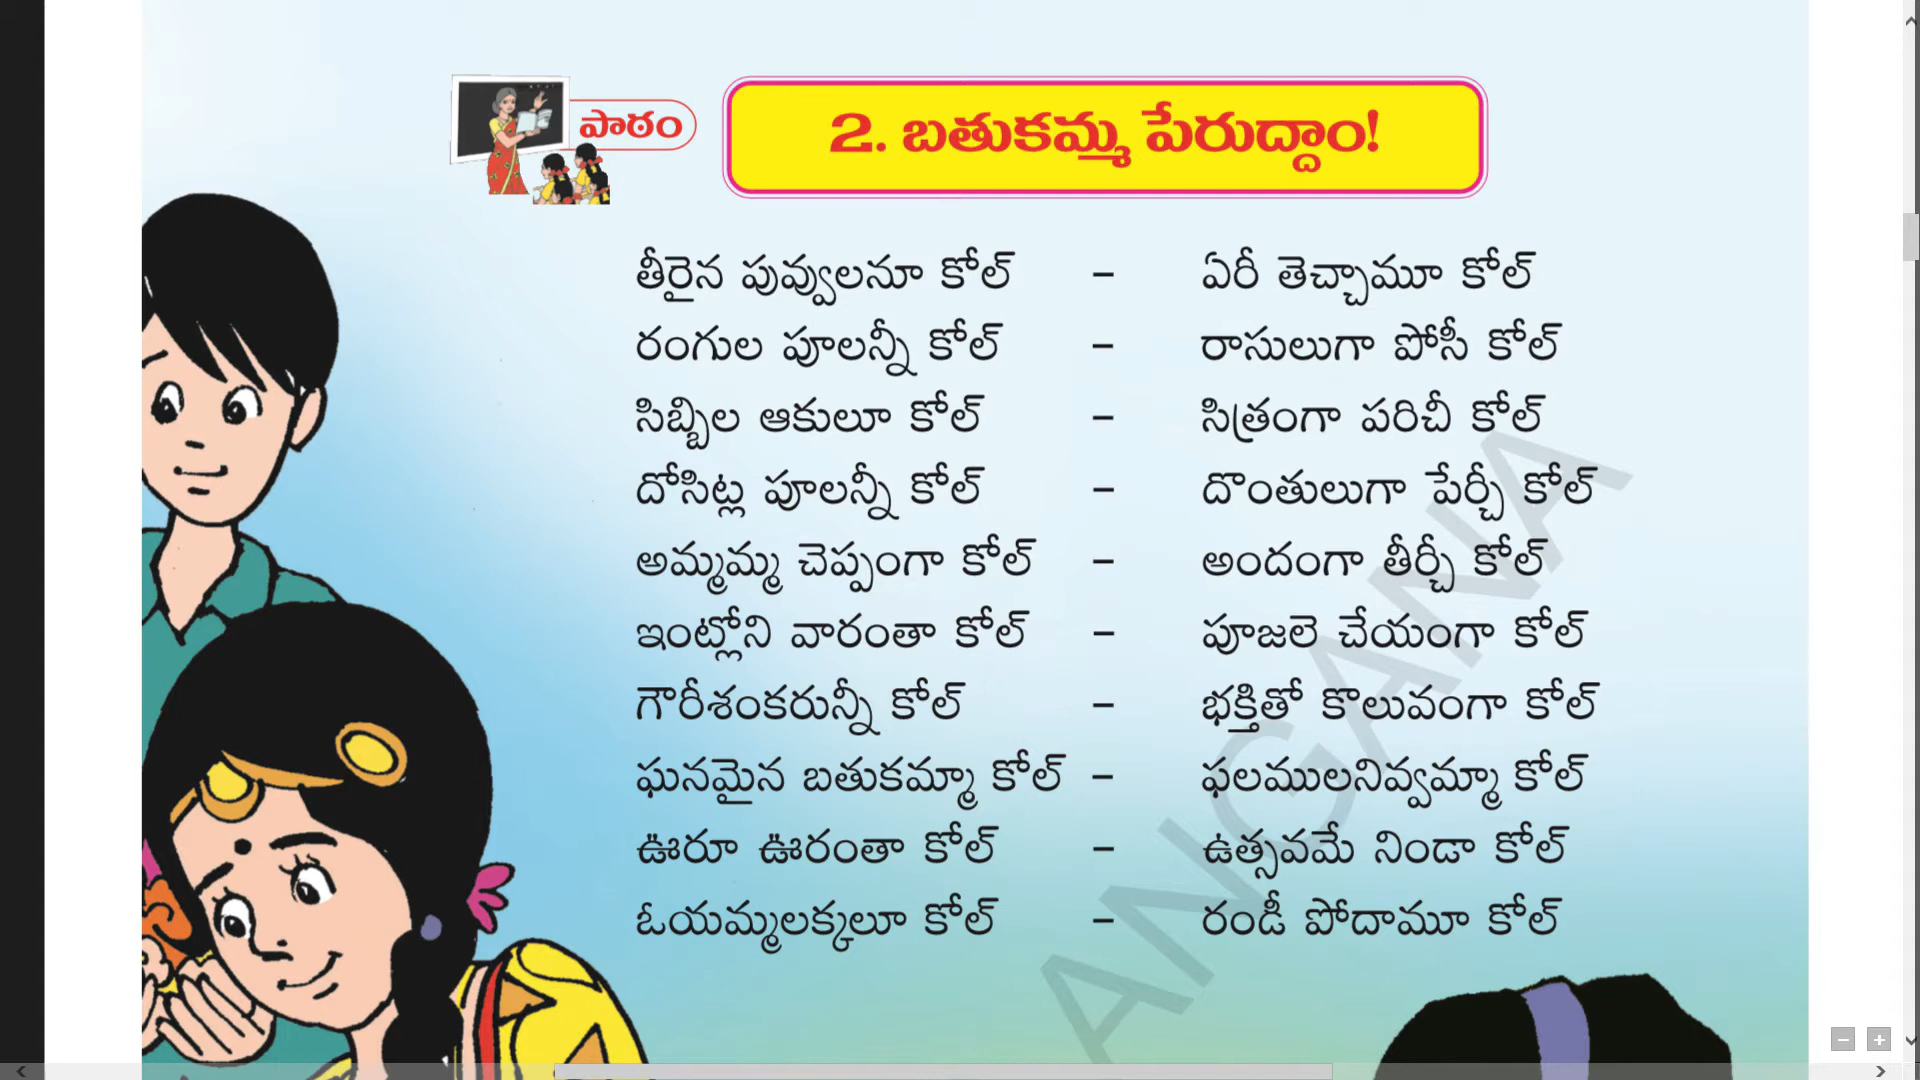 పాఠం
2. బతుకమ్మ పేరుద్దాం!
తీరైన పువ్వులనూ కోల్ – ఏరీ తెచ్చామూ కోల్
రంగుల పూలన్నీ కోల్ – రాసులుగా పోసీ కోల్
సిబ్బిల ఆకులూ కోల్ – సిత్రంగా పరిచీ కోల్
దోసిట్ల పూలన్నీ కోల్ – దొంతులుగా పేర్చీ కోల్
అమ్మమ్మ చెప్పంగా కోల్ – అందంగా తీర్చీ కోల్
ఇంట్లోని వారంతా కోల్ – పూజలె చేయంగా కోల్
గౌరీశంకరున్నీ కోల్ – భక్తితో కొలువంగా కోల్
ఘనమైన బతుకమ్మా కోల్ – ఫలములనివ్వమ్మా కోల్
ఊరూ ఊరంతా కోల్ – ఉత్సవమే నిండా కోల్
ఓయమ్మలక్కలూ కోల్ – రండీ పోదామూ కోల్
ANGANA